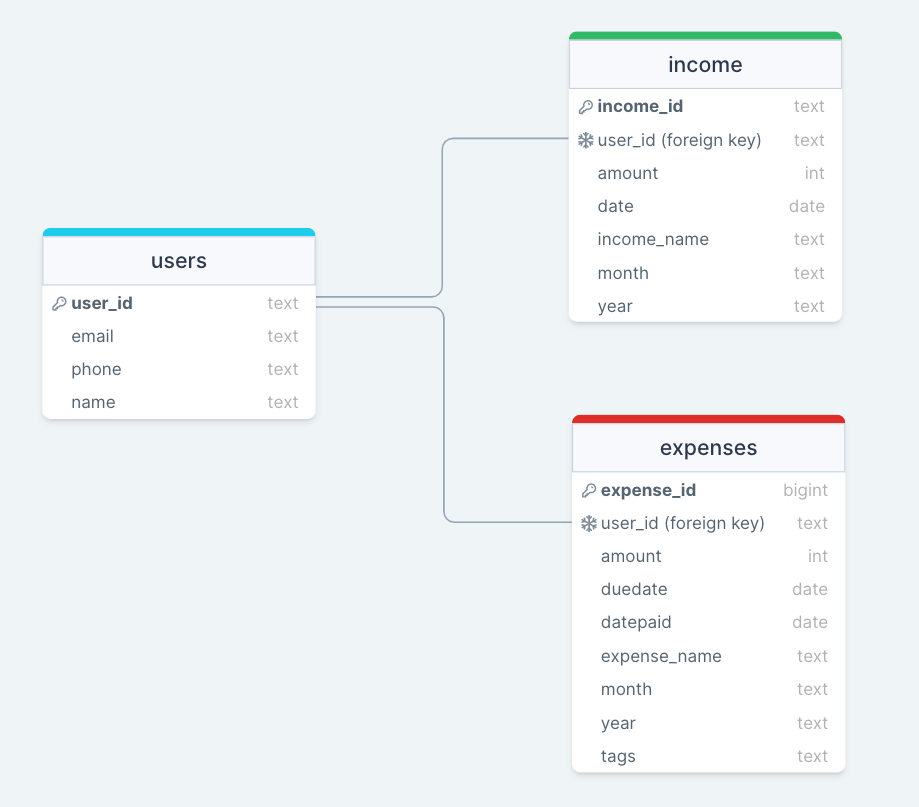 users
user_id text
email text
phone text
name text
income
income_id text
user_id (foreign key) text
amount int
date date
income_name text
month text
year text
expenses
expense_id bigint
user_id (foreign key) text
amount int
duedate date
datepaid date
expense_name text
month text
year text
tags text